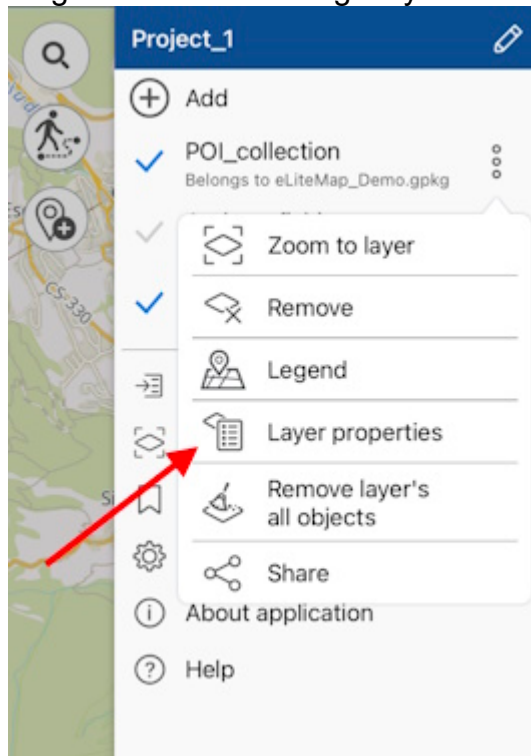 Project_1
Add
POI_collection
Belongs to eLiteMap_Demo.gpkg
Zoom to layer
Remove
Legend
Layer properties
Remove layer's
all objects
Share
About application
Help
CS-330